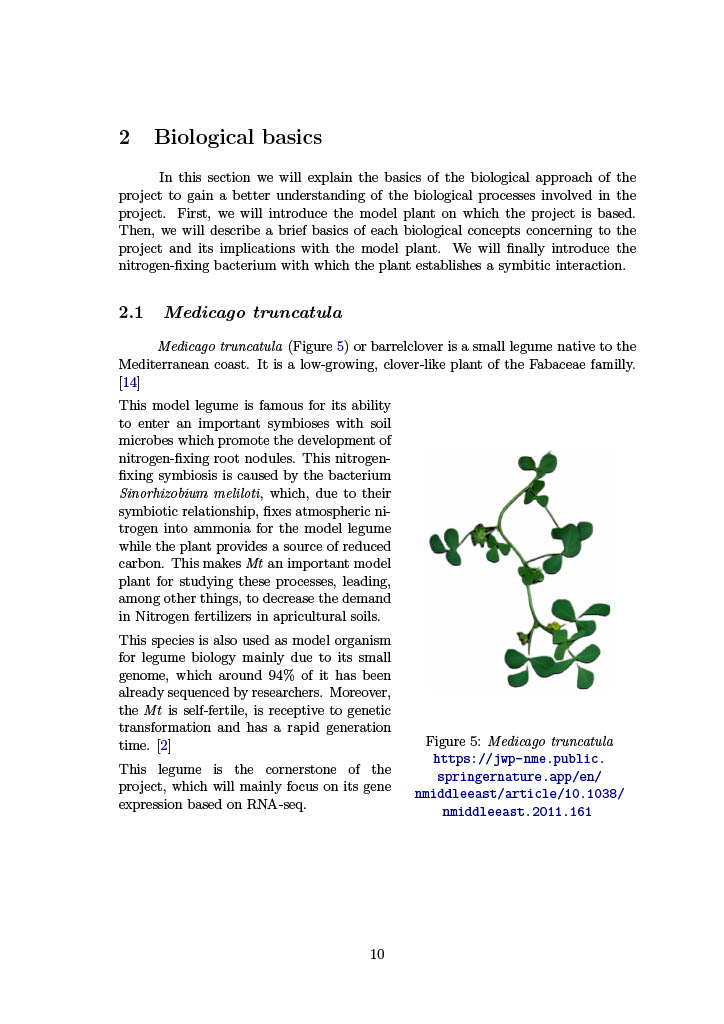 2 Biological basics
In this section we will explain the basics of the biological approach of the
project to gain a better understanding of the biological processes involved in the
project. First, we will introduce the model plant on which the project is based.
Then, we will describe a brief basics of each biological concepts concerning to the
project and its implications with the model plant. We will finally introduce the
nitrogen-fixing bacterium with which the plant establishes a symbitic interaction.
2.1 Medicago truncatula
Medicago truncatula (Figure 5) or barrelclover is a small legume native to the
Mediterranean coast. It is a low-growing, clover-like plant of the Fabaceae familly.
[14]
This model legume is famous for its ability
to enter an important symbioses with soil
microbes which promote the development of
nitrogen-fixing root nodules. This nitrogen-
fixing symbiosis is caused by the bacterium
Sinorhizobium meliloti, which, due to their
symbiotic relationship, fixes atmospheric ni-
trogen into ammonia for the model legume
while the plant provides a source of reduced
carbon. This makes Mt an important model
plant for studying these processes, leading,
among other things, to decrease the demand
in Nitrogen fertilizers in apricultural soils.
This species is also used as model organism
for legume biology mainly due to its small
genome, which around 94% of it has been
already sequenced by researchers. Moreover,
the Mt is self-fertile, is receptive to genetic
transformation and has a rapid generation
time. [2]
This legume is the cornerstone of the
project, which will mainly focus on its gene
expression based on RNA-seq.
Figure 5: Medicago truncatula
https://jwp-nme.public.
springernature.app/en/
nmiddleeast/article/10.1038/
nmiddleeast.2011.161
10